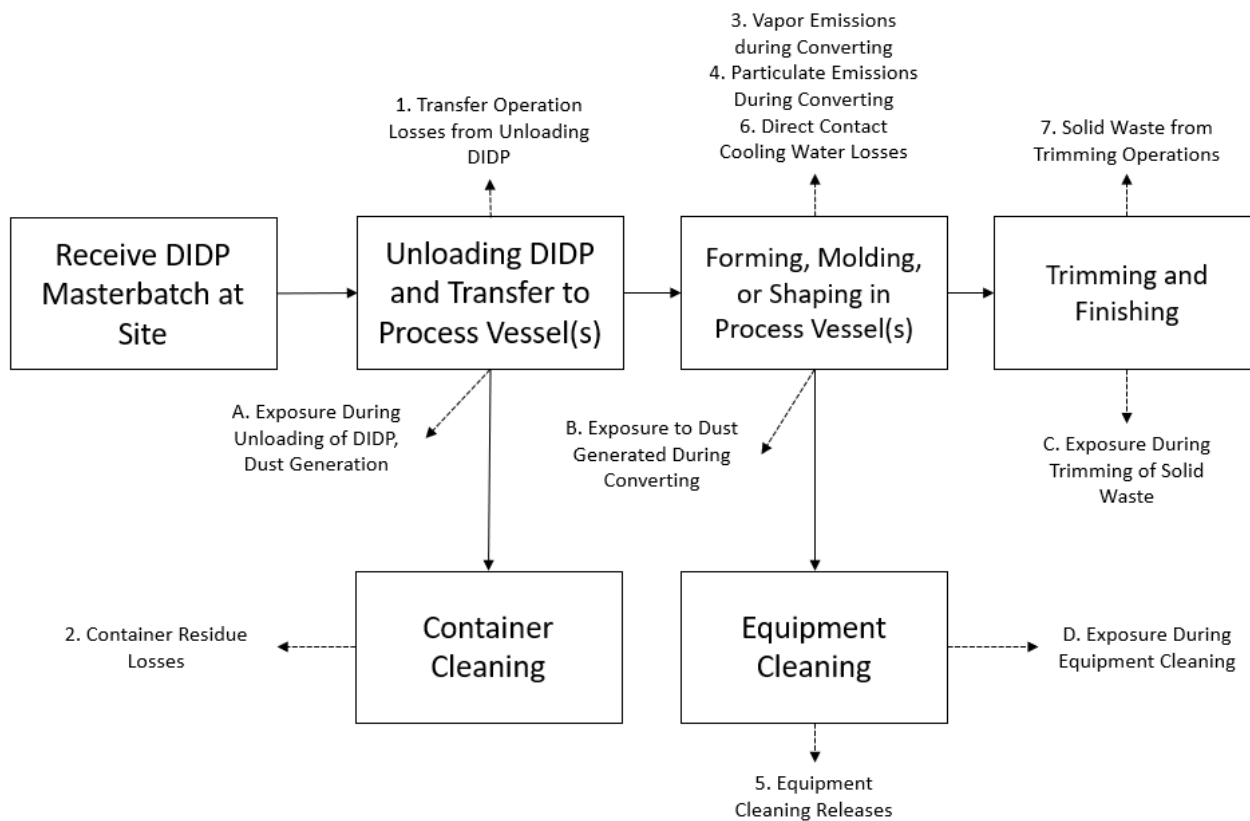 3. Vapor Emissions
during Converting
4. Particulate Emissions
During Converting
6. Direct Contact
Cooling Water Losses
1. Transfer Operation
Losses from Unloading
DIDP
7. Solid Waste from
Trimming Operations
Receive DIDP
Masterbatch at
Site
Unloading DIDP
and Transfer to
Process Vessel(s)
Forming, Molding,
or Shaping in
Process Vessel(s)
Trimming and
Finishing
A. Exposure During
Unloading of DIDP,
Dust Generation
B. Exposure to Dust
Generated During
Converting
C. Exposure During
Trimming of Solid
Waste
2. Container Residue
Losses
Container
Cleaning
Equipment
Cleaning
D. Exposure During
Equipment Cleaning
5. Equipment
Cleaning Releases